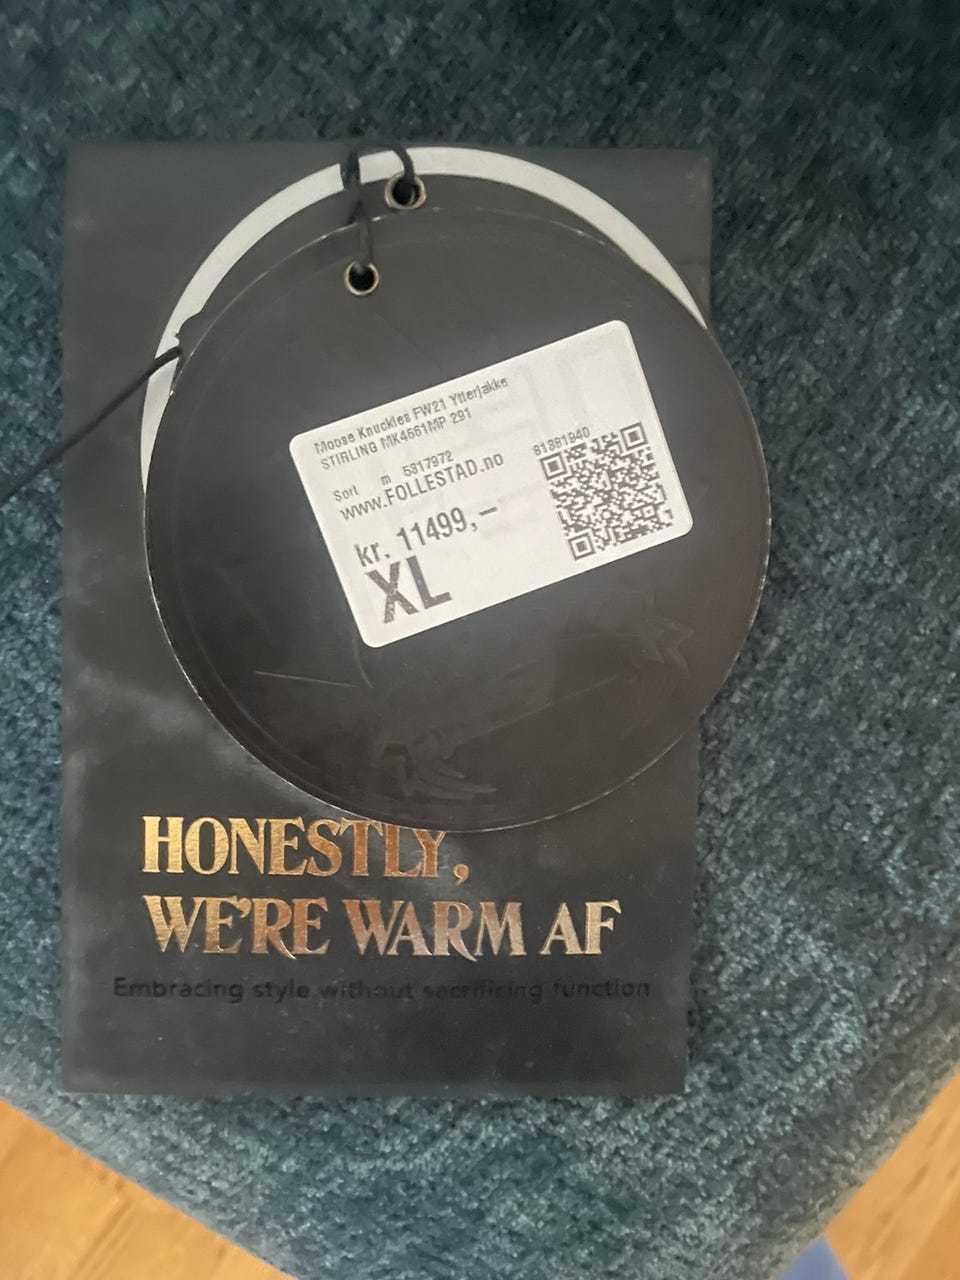 Moose Knuckles FW21 Ytterjakke
STIRLING MK4661MP 291
Sort m 5317972
www.FOLLESTAD.no
81381940
kr. 11499,-
XL
HONESTLY,
WE'RE WARM AF
Embracing style without sacrificing function